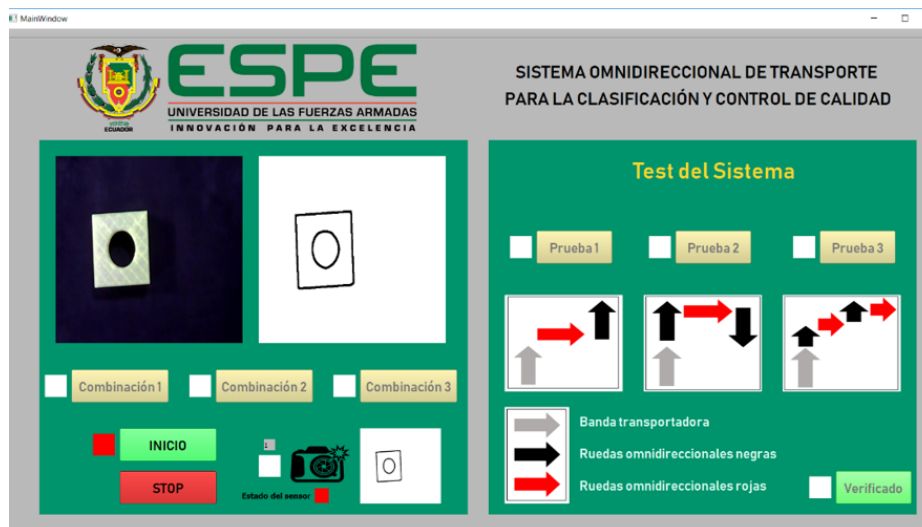 MainWindow
ESPE
UNIVERSIDAD DE LAS FUERZAS ARMADAS
INNOVACIÓN PARA LA EXCELENCIA
ECUADOR
SISTEMA OMNIDIRECCIONAL DE TRANSPORTE
PARA LA CLASIFICACIÓN Y CONTROL DE CALIDAD
Combinación 1
Combinación 2
Combinación 3
INICIO
STOP
1
Estado del sensor
Test del Sistema
Prueba 1
Prueba 2
Prueba 3
Banda transportadora
Ruedas omnidireccionales negras
Ruedas omnidireccionales rojas
Verificado